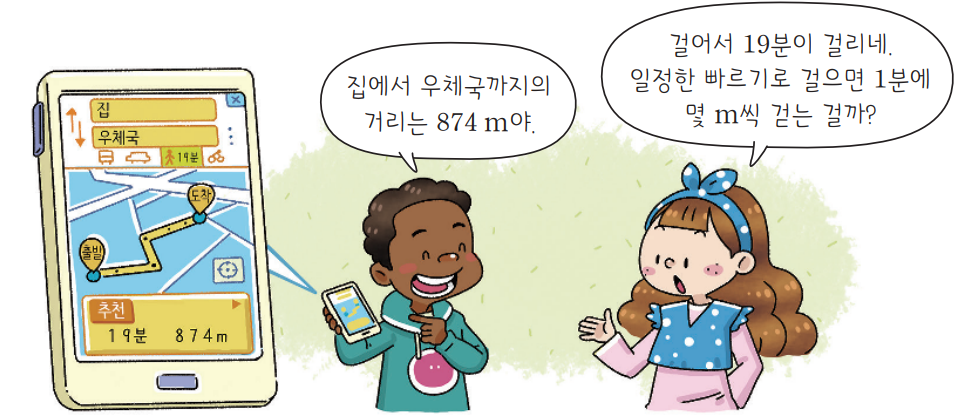 집
우체국
19분
도착
출발
추천
19분 874m
집에서 우체국까지의
거리는 874 m야.
걸어서 19분이 걸리네.
일정한 빠르기로 걸으면 1분에
몇 m씩 걷는 걸까?